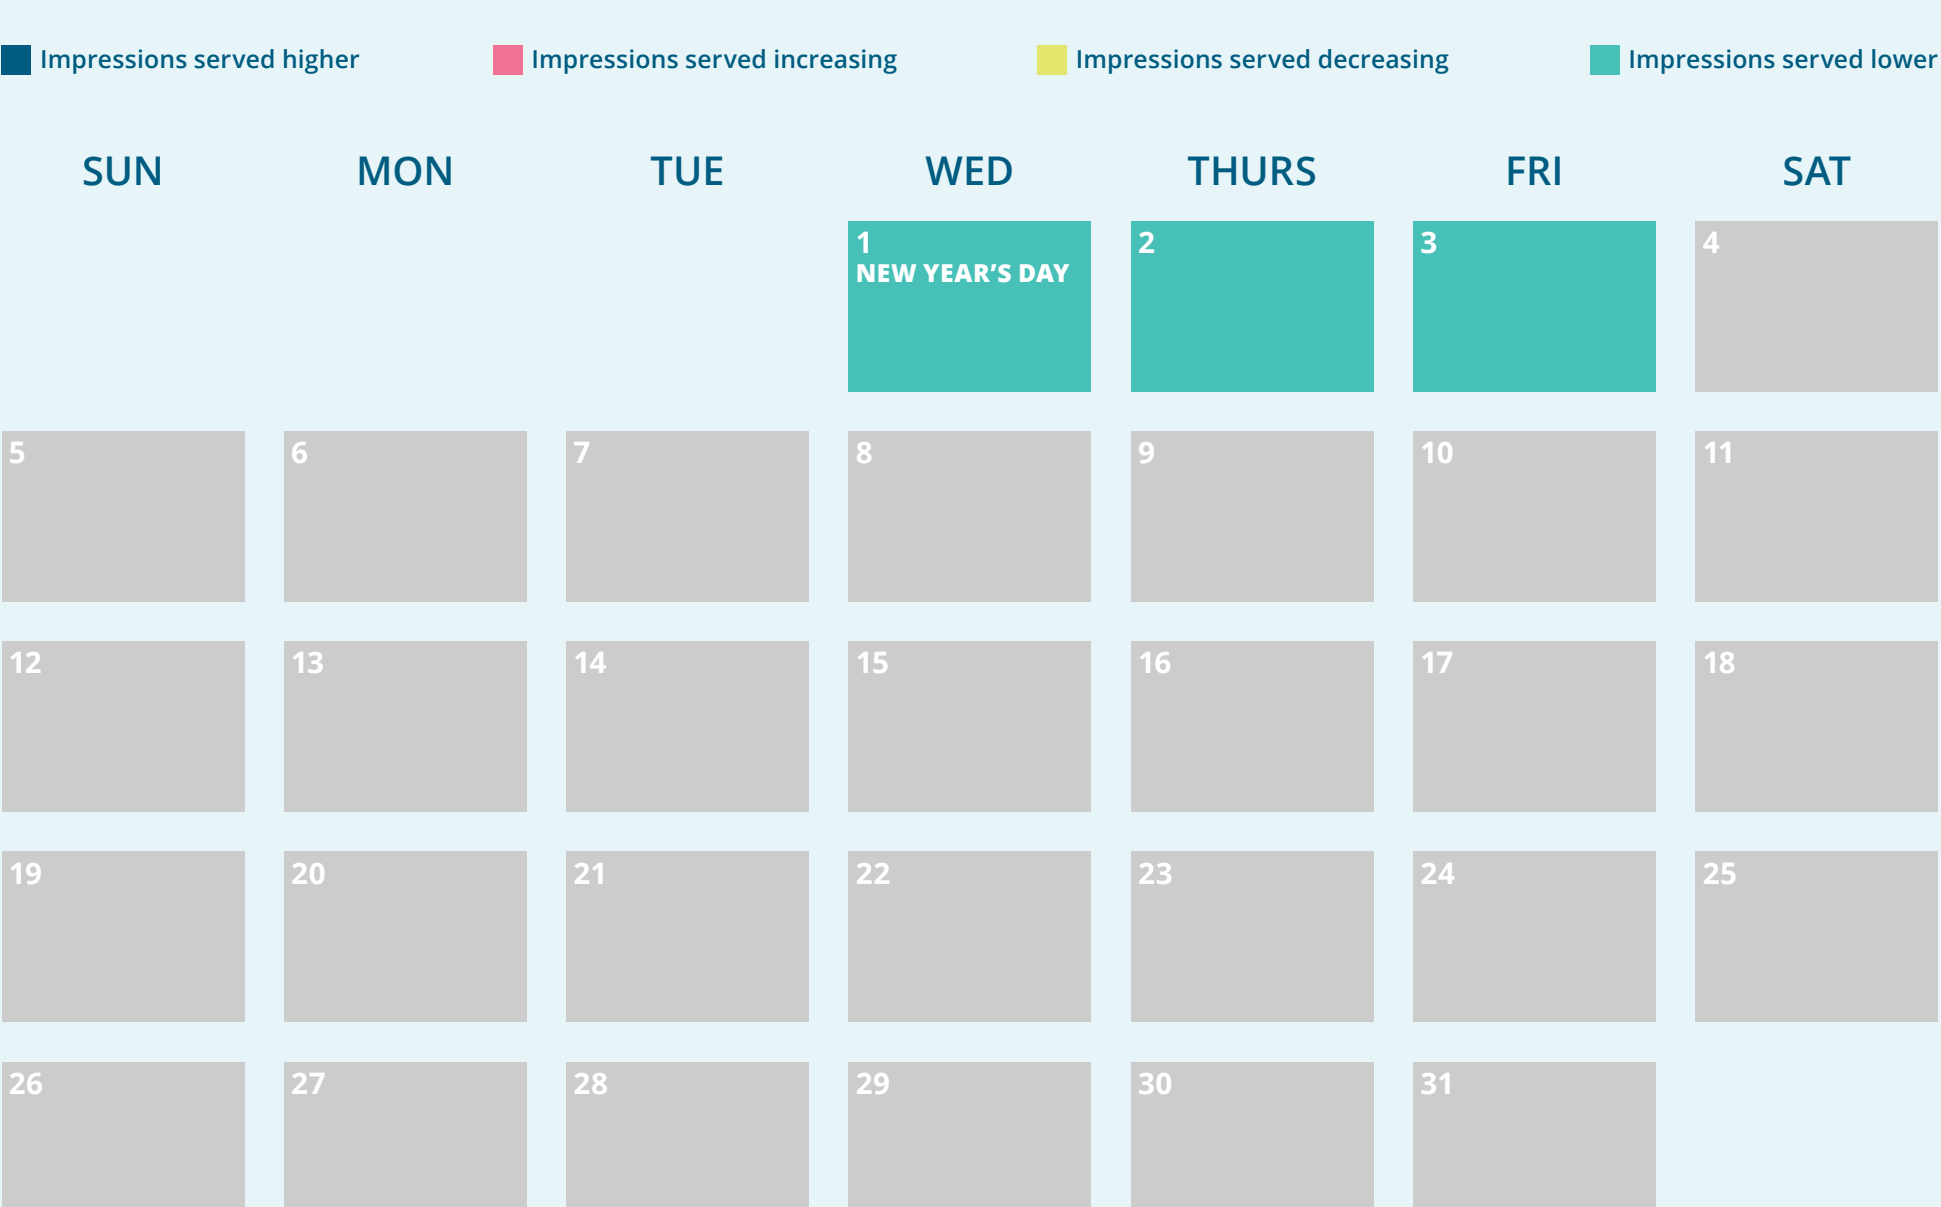 Impressions served higher Impressions served increasing Impressions served decreasing Impressions served lower
SUN MON TUE WED THURS FRI SAT
1 2 3 4
NEW YEAR’S DAY
5 6 7 8 9 10 11
12 13 14 15 16 17 18
19 20 21 22 23 24 25
26 27 28 29 30 31